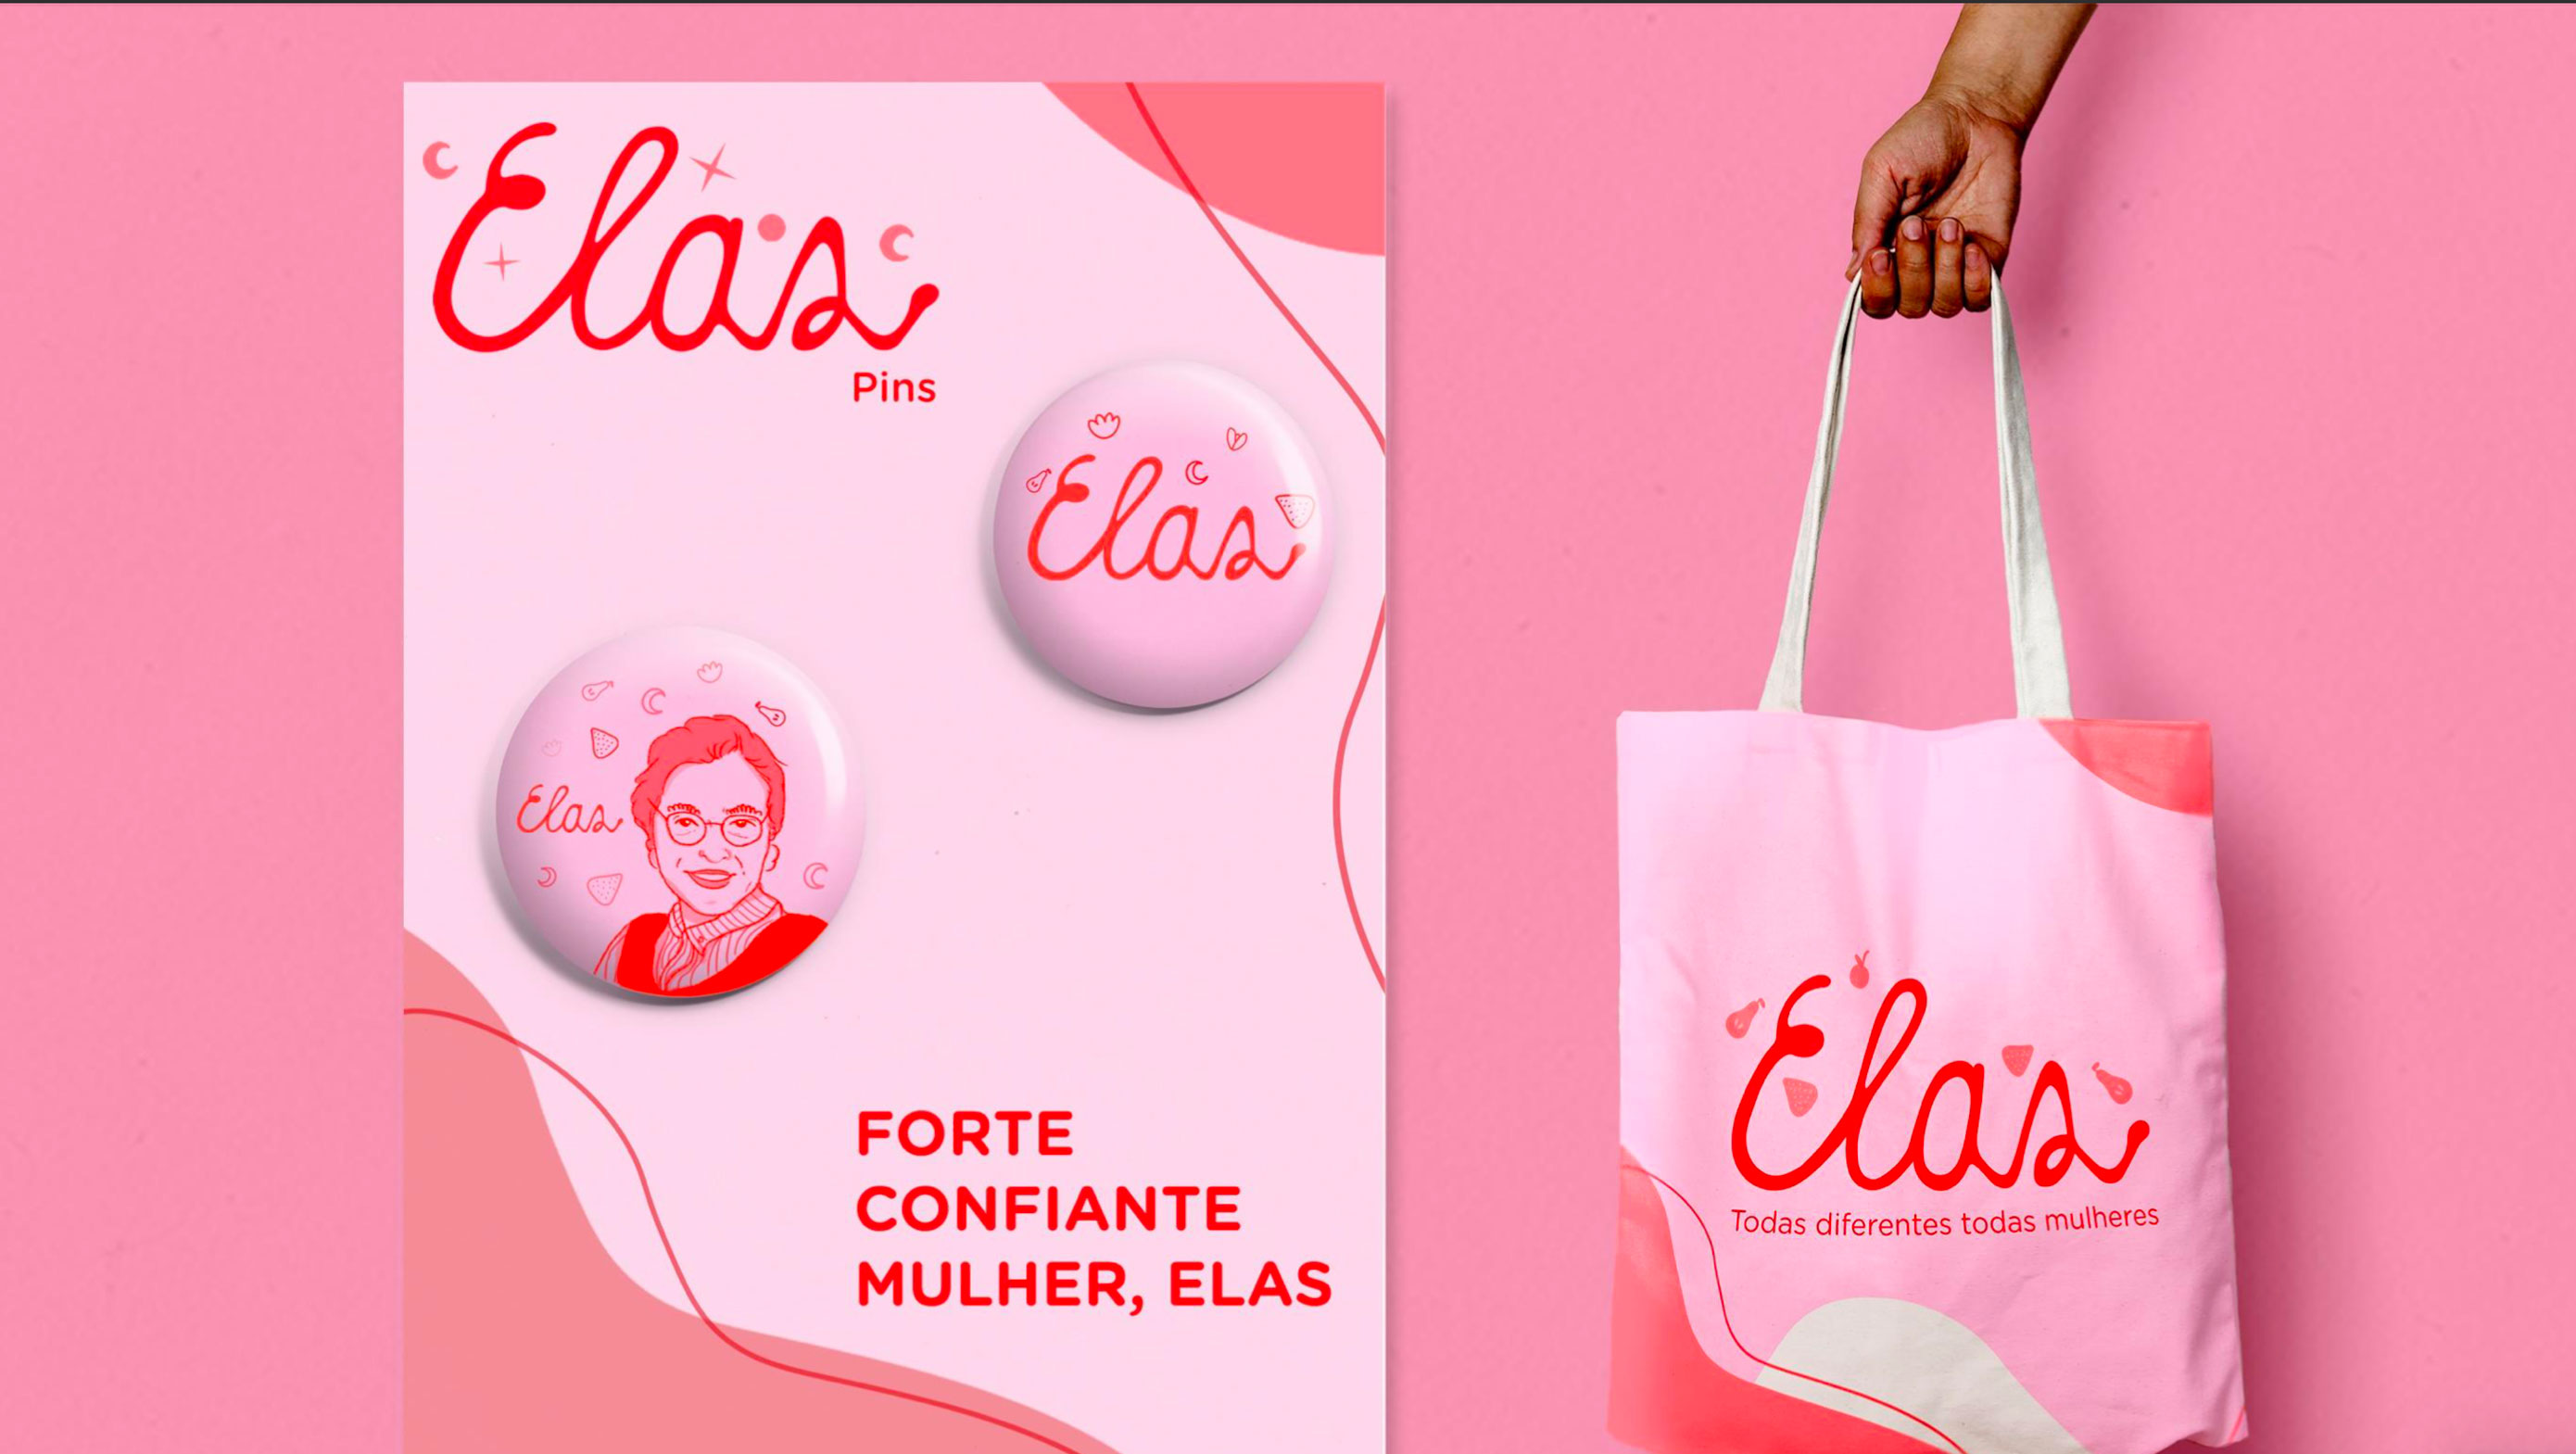 Elas
Pins
Elas
Elas
FORTE
CONFIANTE
MULHER, ELAS
Elas
Todas diferentes todas mulheres